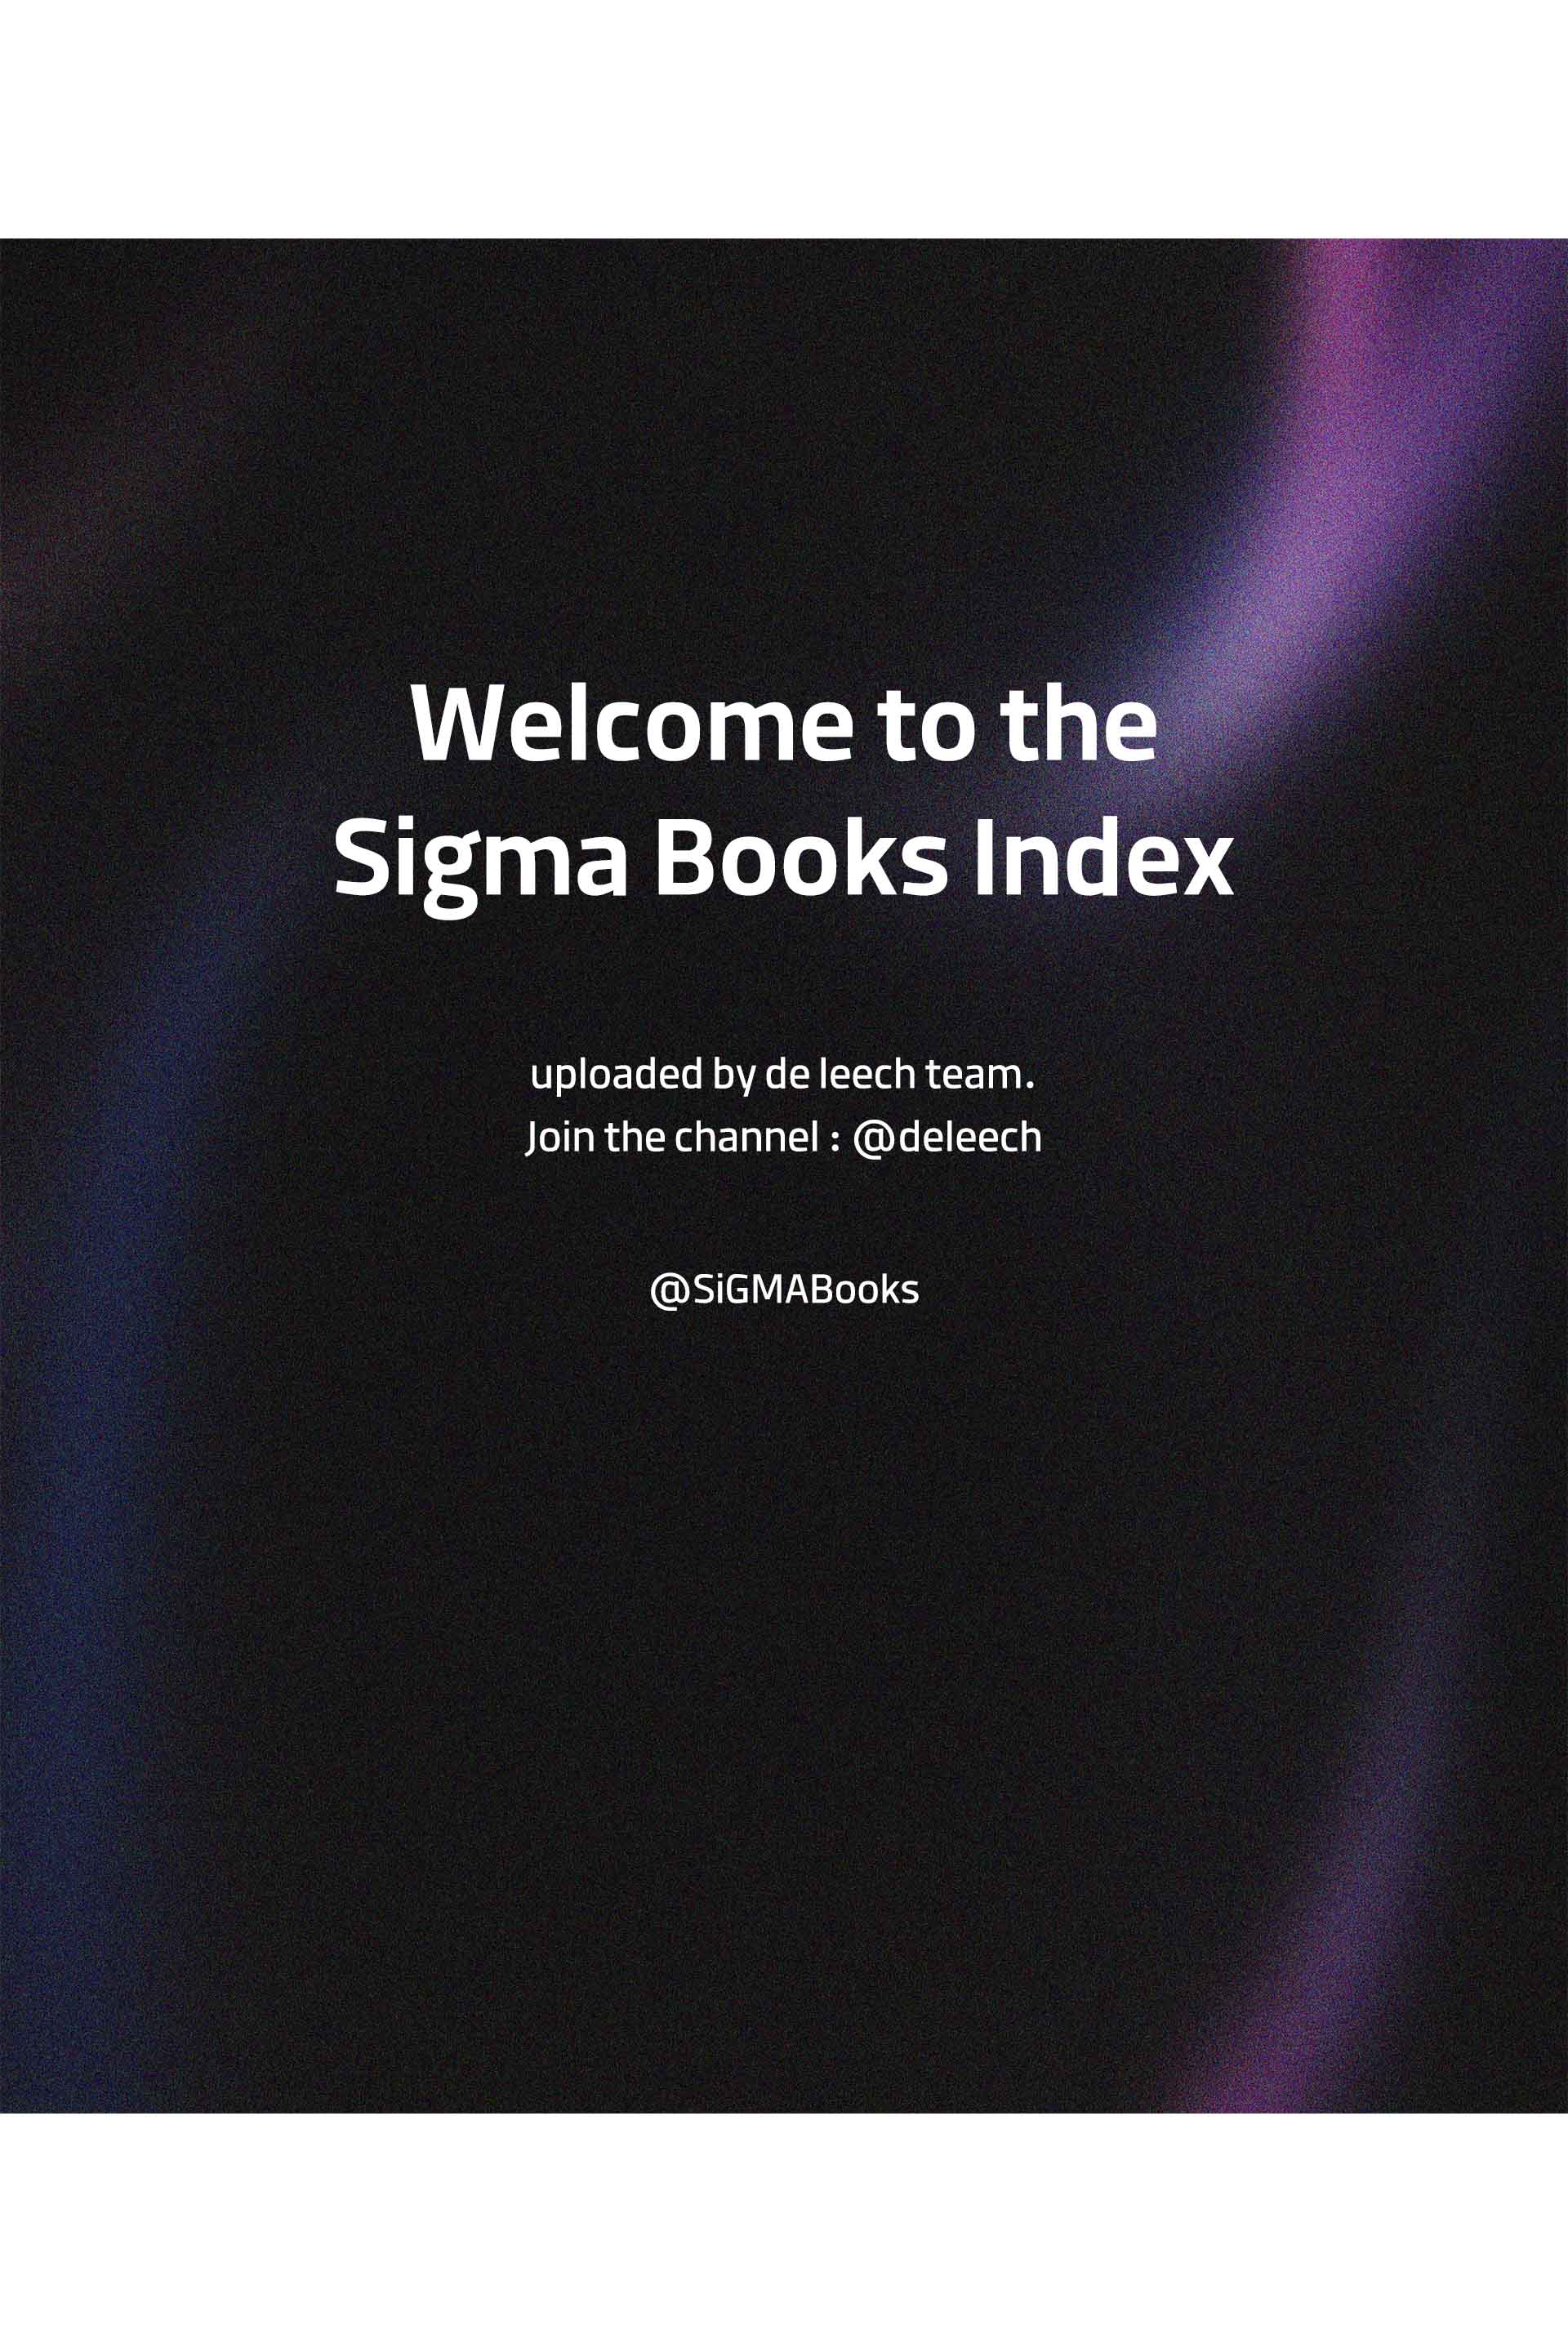 Welcome to the
Sigma Books Index
uploaded by de leech team.
Join the channel : @deleech
@SiGMABooks